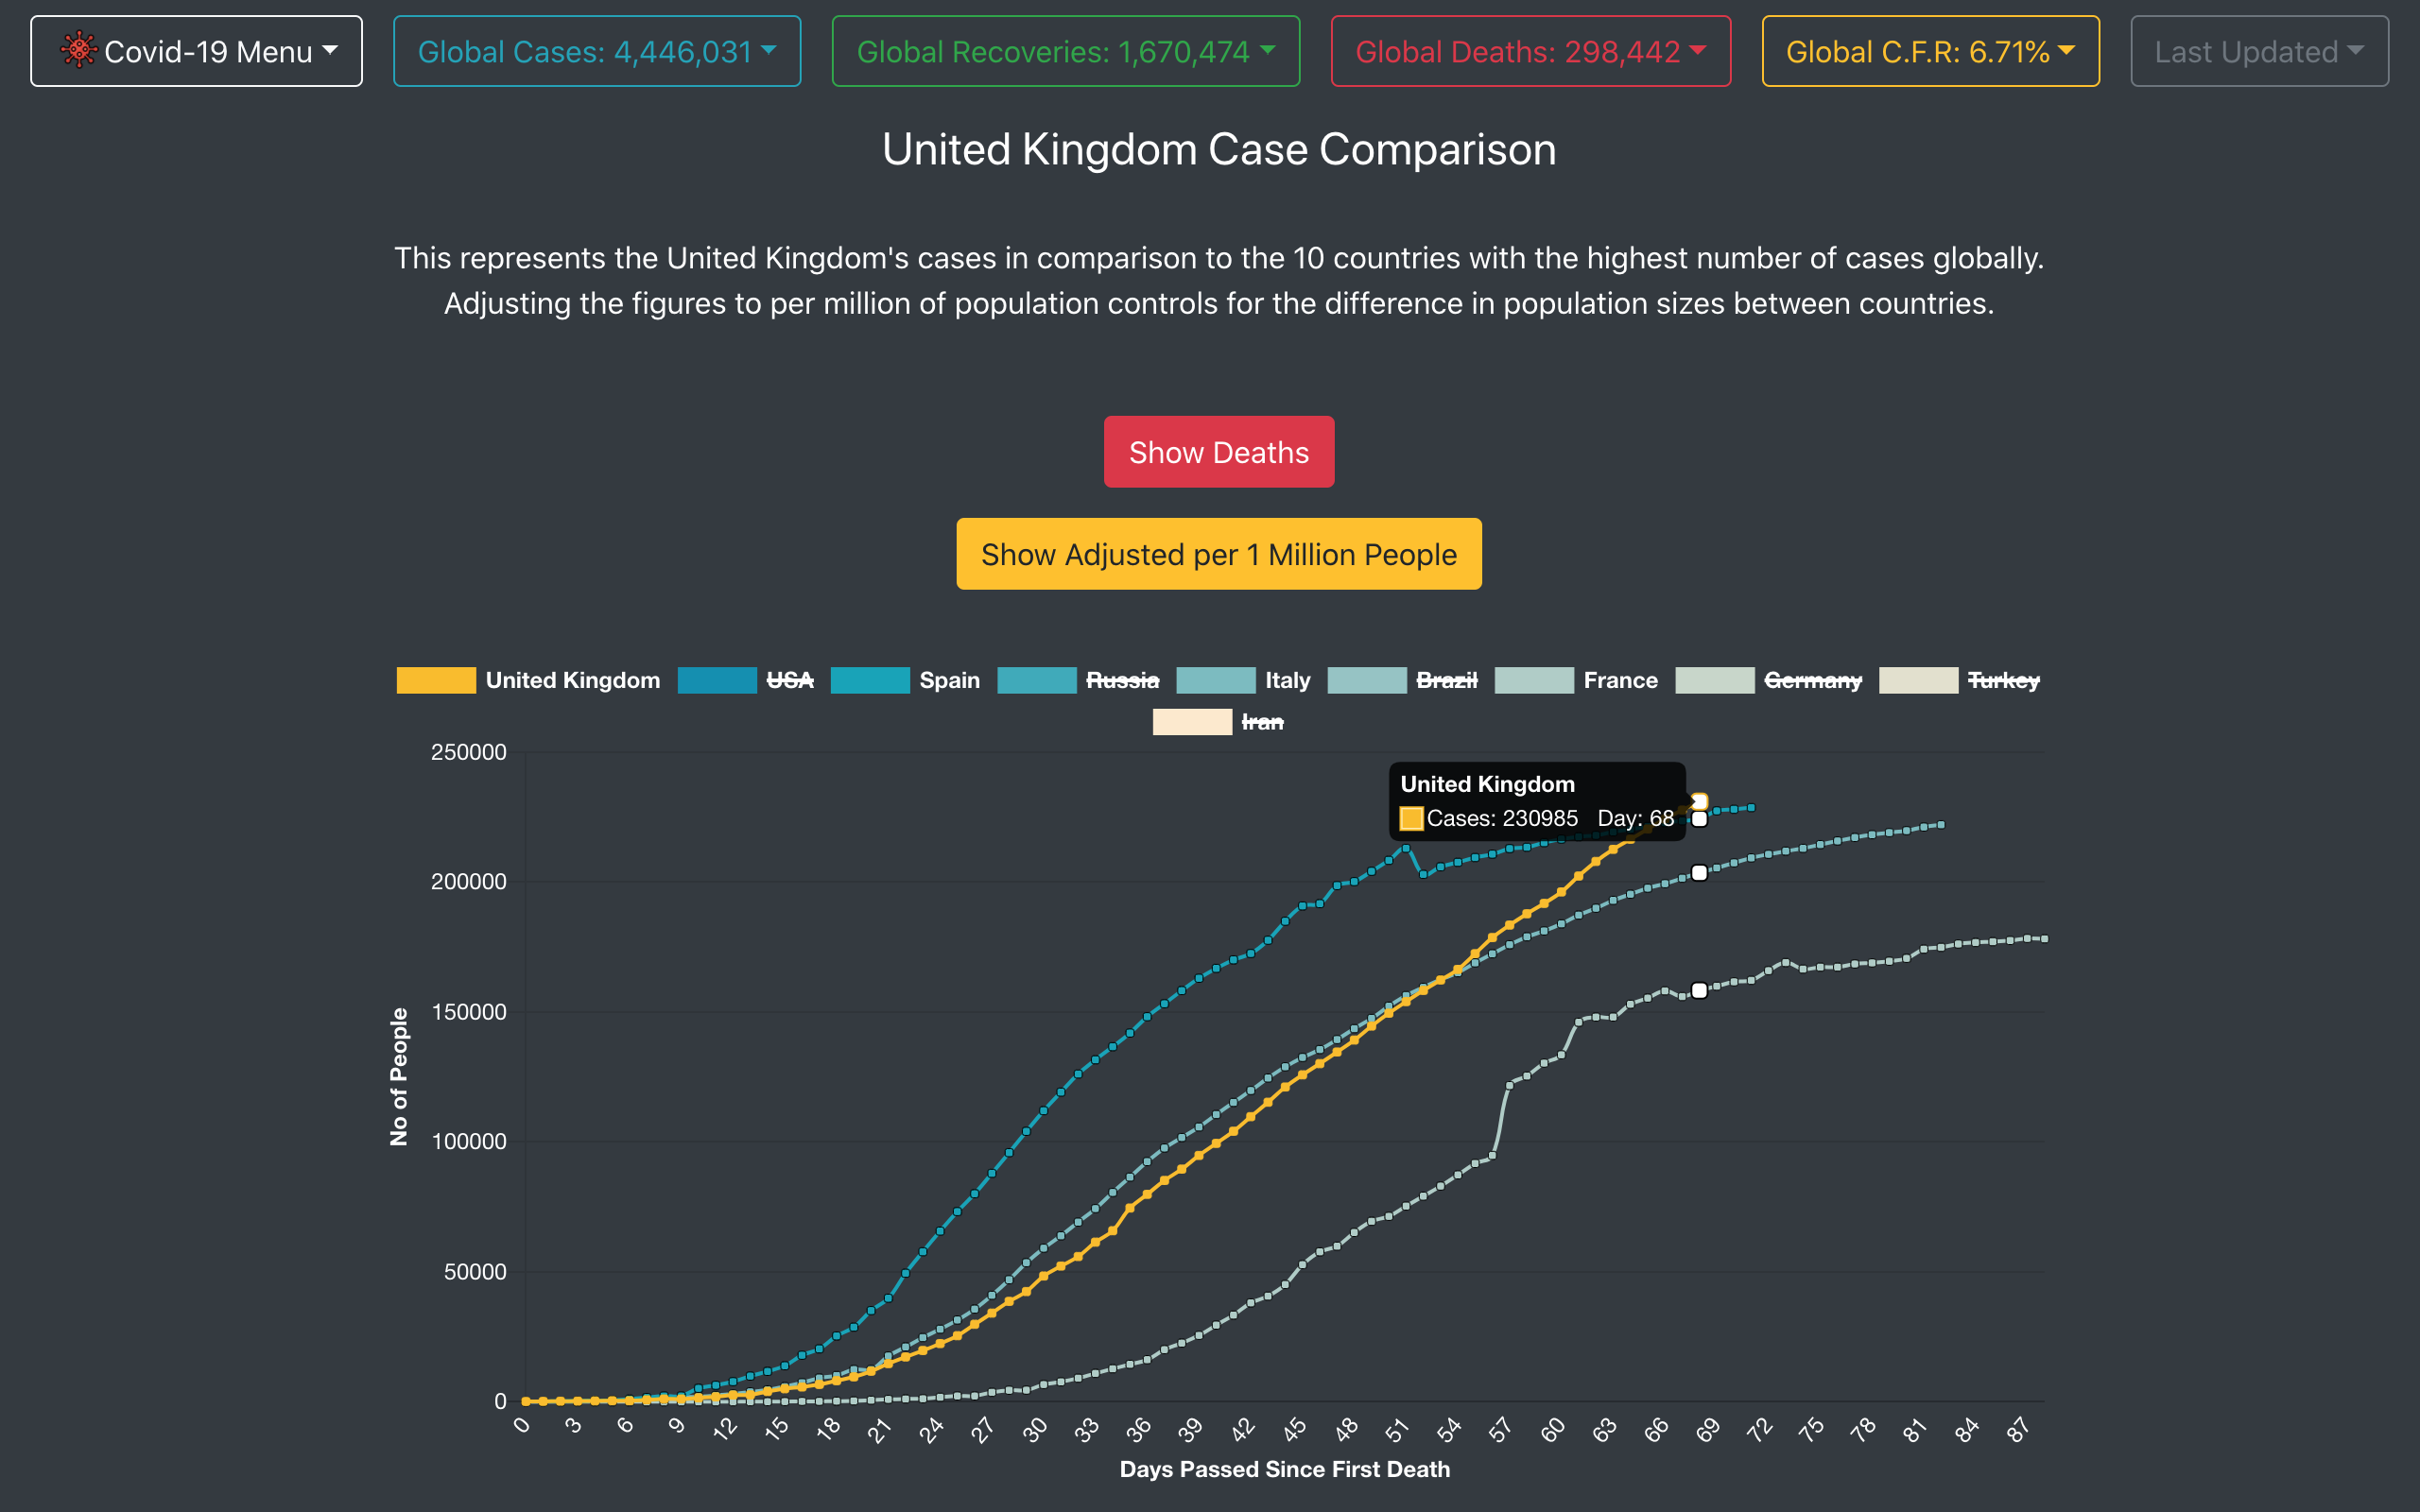 Covid-19 Menu
Global Cases: 4,446,031
Global Recoveries: 1,670,474
Global Deaths: 298,442
Global C.F.R: 6.71%
Last Updated
United Kingdom Case Comparison
This represents the United Kingdom's cases in comparison to the 10 countries with the highest number of cases globally.
Adjusting the figures to per million of population controls for the difference in population sizes between countries.
Show Deaths
Show Adjusted per 1 Million People
United Kingdom USA Spain Russia Italy Brazil France Germany Turkey
Iran
250000
United Kingdom
Cases: 230985 Day: 68
200000
150000
100000
50000
0
No of People
0 3 6 9 12 15 18 21 24 27 30 33 36 39 42 45 48 51 54 57 60 63 66 69 72 75 78 81 84 87
Days Passed Since First Death